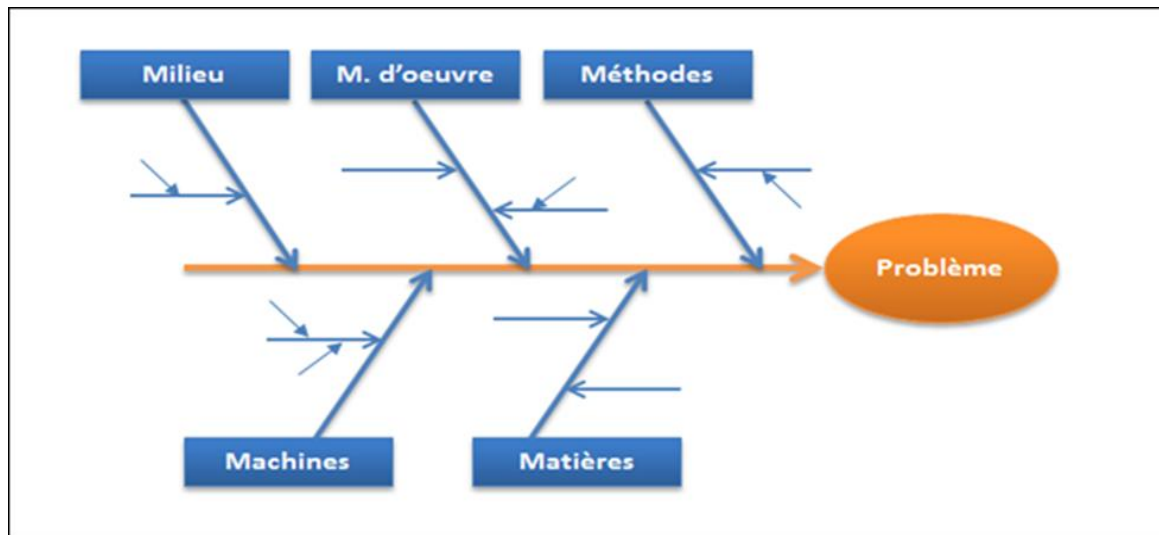 Milieu
M. d'oeuvre
Méthodes
Problème
Machines
Matières